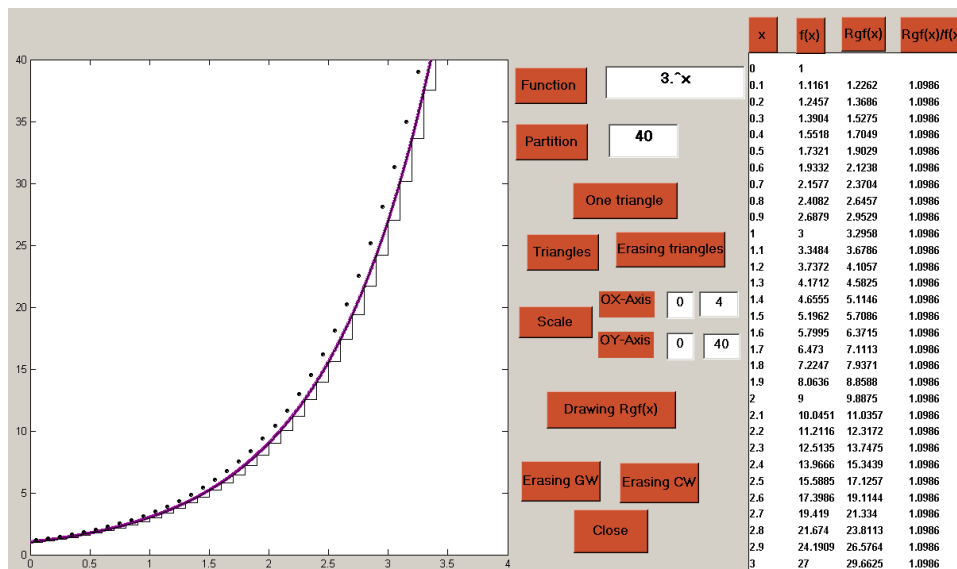 x f(x) Rgf(x) Rgf(x)/f(x
0 1
0.1 1.1161 1.2262 1.0986
0.2 1.2457 1.3686 1.0986
0.3 1.3904 1.5275 1.0986
0.4 1.5518 1.7049 1.0986
0.5 1.7321 1.9029 1.0986
0.6 1.9332 2.1238 1.0986
0.7 2.1577 2.3704 1.0986
0.8 2.4082 2.6457 1.0986
0.9 2.6879 2.9529 1.0986
1 3 3.2958 1.0986
1.1 3.3484 3.6786 1.0986
1.2 3.7372 4.1057 1.0986
1.3 4.1712 4.5825 1.0986
1.4 4.6555 5.1146 1.0986
1.5 5.1962 5.7086 1.0986
1.6 5.7995 6.3715 1.0986
1.7 6.473 7.1113 1.0986
1.8 7.2247 7.9371 1.0986
1.9 8.0636 8.8588 1.0986
2 9 9.8875 1.0986
2.1 10.0451 11.0357 1.0986
2.2 11.2116 12.3172 1.0986
2.3 12.5135 13.7475 1.0986
2.4 13.9666 15.3439 1.0986
2.5 15.5885 17.1257 1.0986
2.6 17.3986 19.1144 1.0986
2.7 19.419 21.334 1.0986
2.8 21.674 23.8113 1.0986
2.9 24.1909 26.5764 1.0986
3 27 29.6625 1.0986
Function 3.^x
Partition 40
One triangle
Triangles Erasing triangles
Scale
OX-Axis 0 4
OY-Axis 0 40
Drawing Rgf(x)
Erasing GW Erasing CW
Close
40
35
30
25
20
15
10
5
0
0 0.5 1 1.5 2 2.5 3 3.5 4